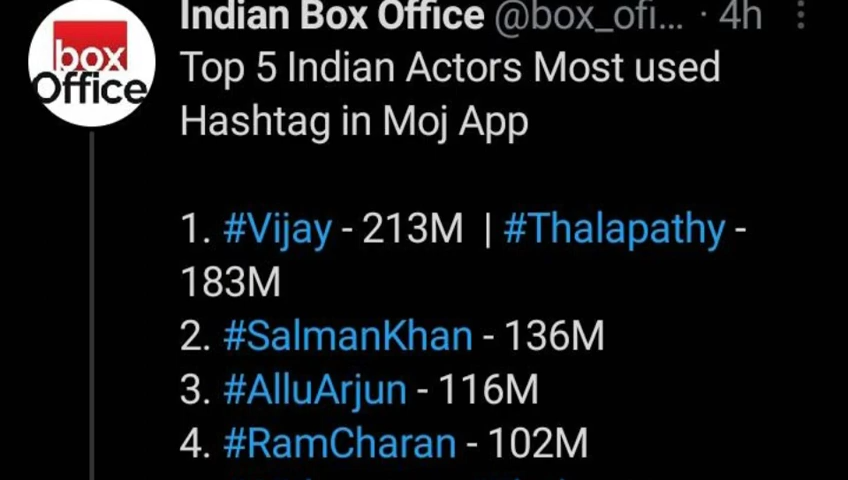 box
Office
Indian Box Office @box_ofi... · 4h
Top 5 Indian Actors Most used
Hashtag in Moj App
1. #Vijay - 213M | #Thalapathy -
183M
2. #SalmanKhan - 136M
3. #AlluArjun - 116M
4. #RamCharan - 102M